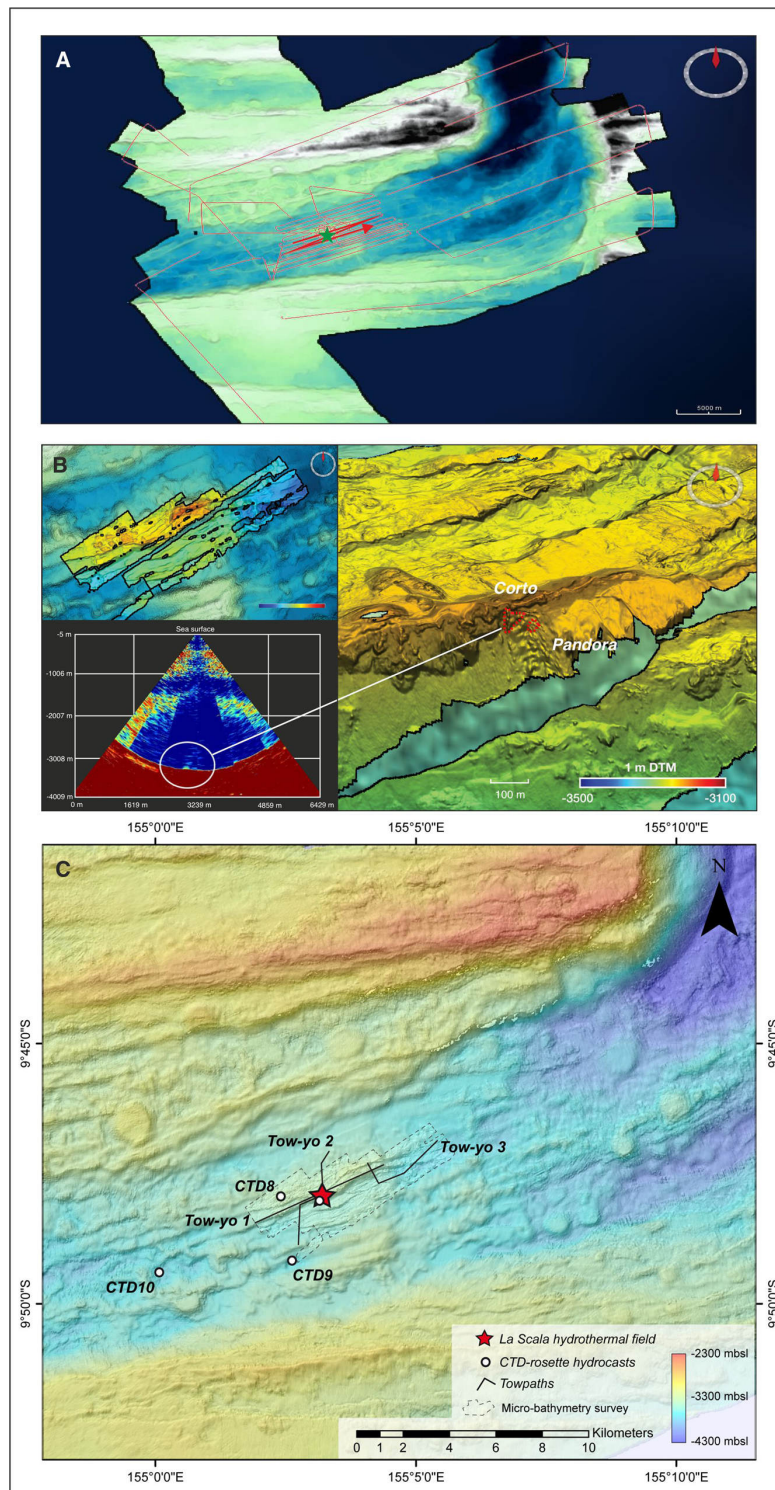 A
5000 m
B
Sea surface
-5 m
-1006 m
-2007 m
-3008 m
-4009 m
0 m 1619 m 3239 m 4859 m 6429 m
Corto
Pandora
100 m
1 m DTM
-3500 -3100
155°0'0"E 155°5'0"E 155°10'0"E
C
N
9°45'0"S 9°45'0"S
Tow-yo 2
Tow-yo 3
CTD8
Tow-yo 1
CTD10
CTD9
9°50'0"S 9°50'0"S
La Scala hydrothermal field
CTD-rosette hydrocasts
Towpaths
Micro-bathymetry survey
-2300 mbsl
-3300 mbsl
-4300 mbsl
Kilometers
0 1 2 4 6 8 10
155°0'0"E 155°5'0"E 155°10'0"E